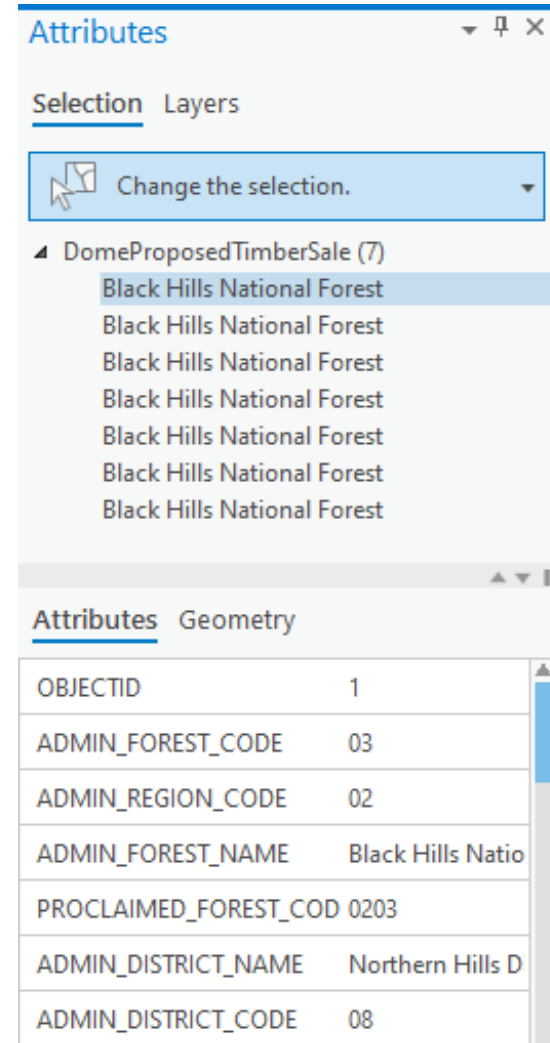 Attributes
Selection Layers
Change the selection.
DomeProposedTimberSale (7)
Black Hills National Forest
Black Hills National Forest
Black Hills National Forest
Black Hills National Forest
Black Hills National Forest
Black Hills National Forest
Black Hills National Forest
Attributes Geometry
OBJECTID 1
ADMIN_FOREST_CODE 03
ADMIN_REGION_CODE 02
ADMIN_FOREST_NAME Black Hills Natio
PROCLAIMED_FOREST_COD 0203
ADMIN_DISTRICT_NAME Northern Hills D
ADMIN_DISTRICT_CODE 08